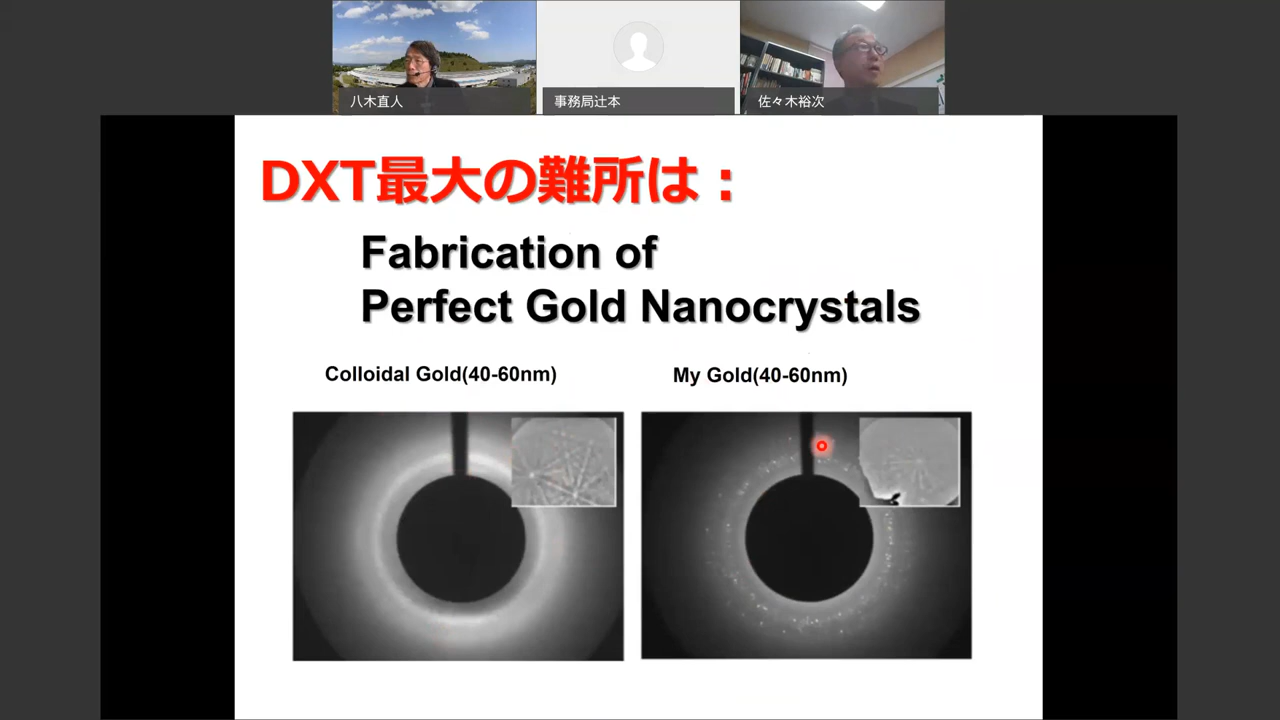 八木直人
事務局辻本
佐々木裕次
DXT最大の難所は：
Fabrication of
Perfect Gold Nanocrystals
Colloidal Gold(40-60nm)
My Gold(40-60nm)